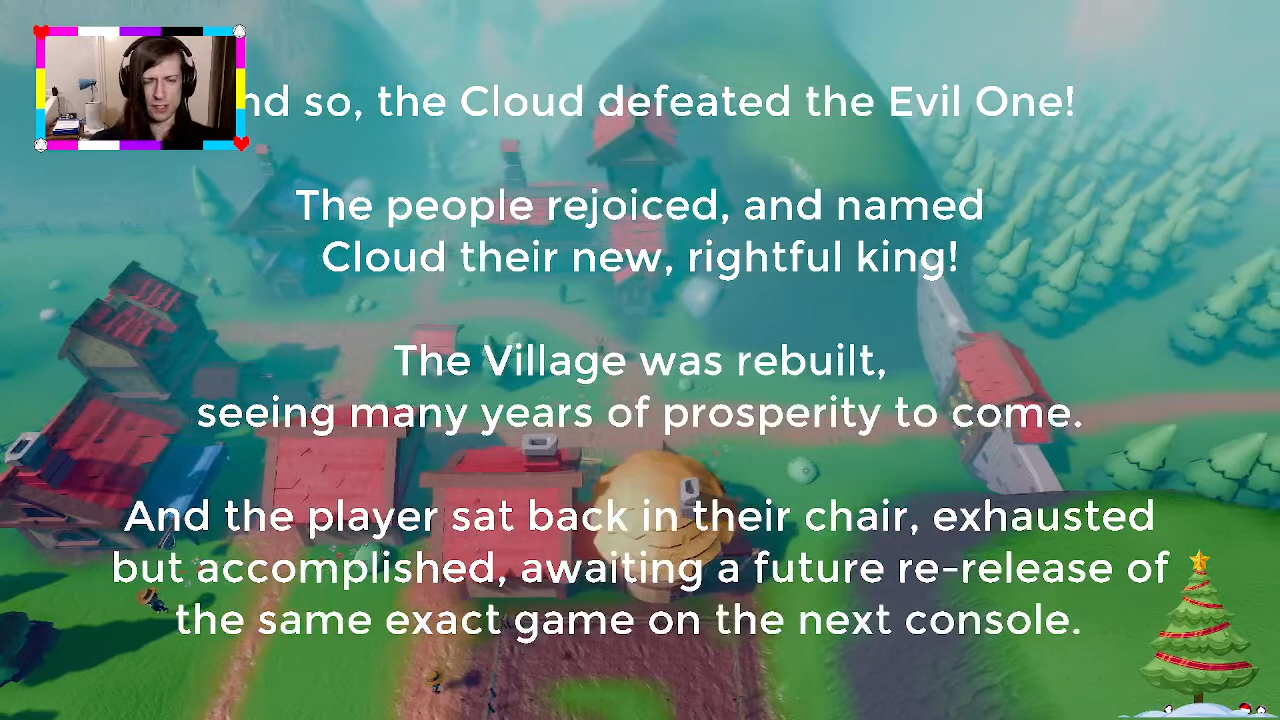 nd so, the Cloud defeated the Evil One!
The people rejoiced, and named
Cloud their new, rightful king!
The Village was rebuilt,
seeing many years of prosperity to come.
And the player sat back in their chair, exhausted
but accomplished, awaiting a future re-release of
the same exact game on the next console.